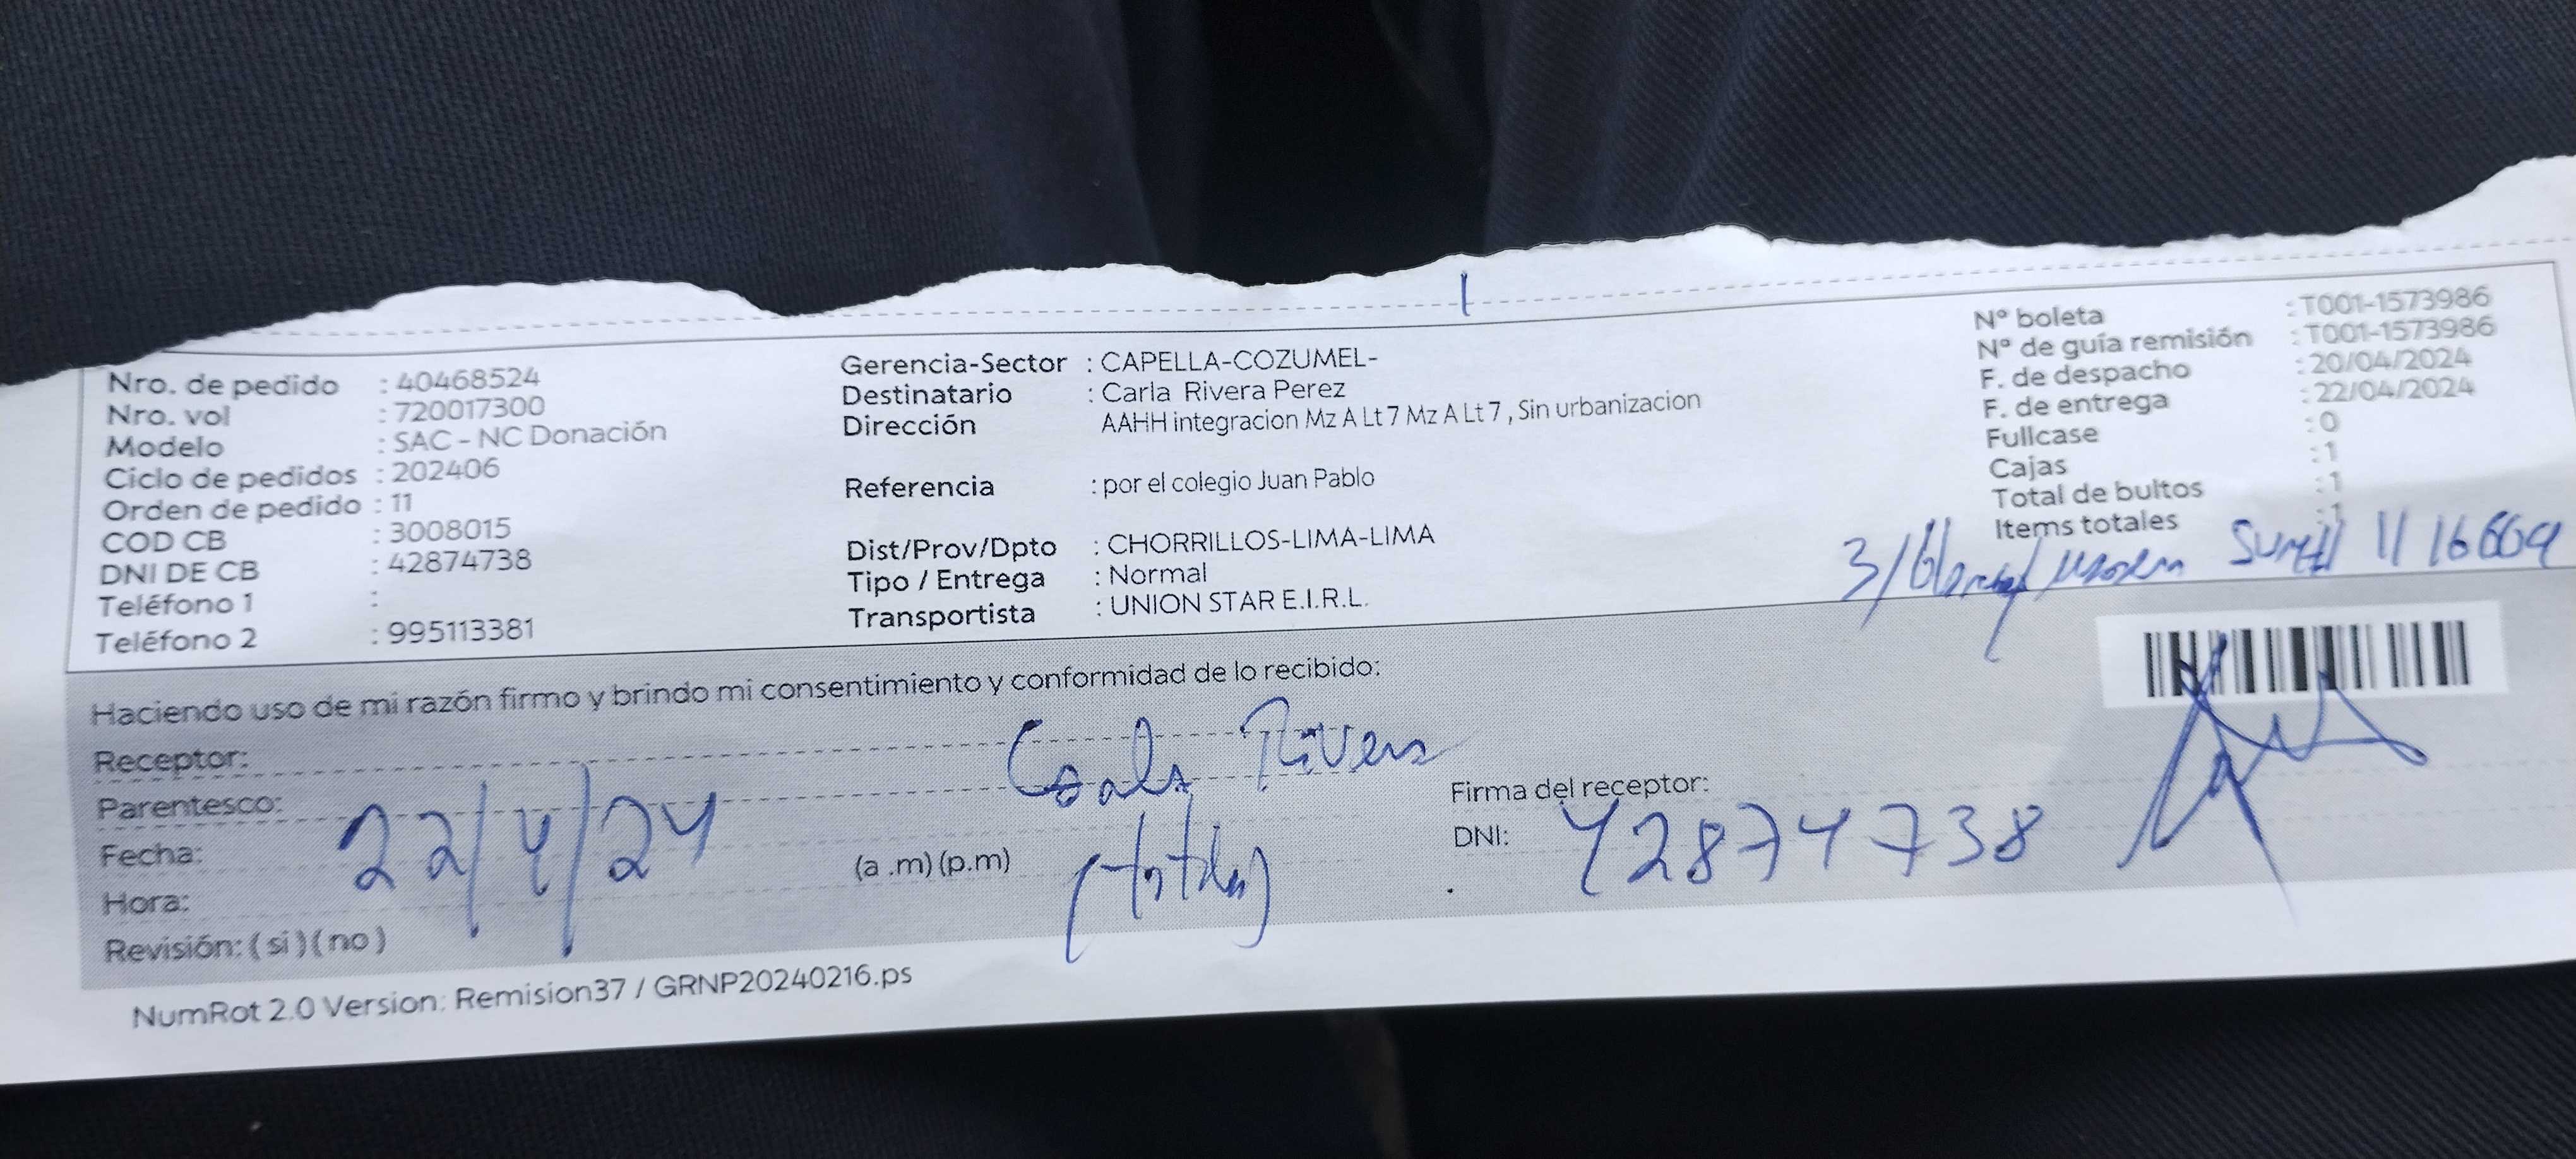 Nro. de pedido : 40468524
Nro. vol : 720017300
Modelo : SAC - NC Donación
Ciclo de pedidos : 202406
Orden de pedido : 11
COD CB : 3008015
DNI DE CB : 42874738
Teléfono 1 :
Teléfono 2 : 995113381
Gerencia-Sector : CAPELLA-COZUMEL-
Destinatario : Carla Rivera Perez
Dirección AAHH integracion Mz A Lt 7 Mz A Lt 7 , Sin urbanizacion
Referencia : por el colegio Juan Pablo
Dist/Prov/Dpto : CHORRILLOS-LIMA-LIMA
Tipo / Entrega : Normal
Transportista : UNION STAR E.I.R.L.
N° boleta : T001-1573986
N° de guía remisión : T001-1573986
F. de despacho : 20/04/2024
F. de entrega : 22/04/2024
Fullcase : 0
Cajas : 1
Total de bultos : 1
Items totales : 1
3/
Haciendo uso de mi razón firmo y brindo mi consentimiento y conformidad de lo recibido:
Receptor: Rivera
Parentesco:
Fecha: 22/4/24
Hora: (a .m) (p.m)
Revisión: ( si ) ( no )
Firma del receptor:
DNI: 42874738
NumRot 2.0 Version: Remision37 / GRNP20240216.ps